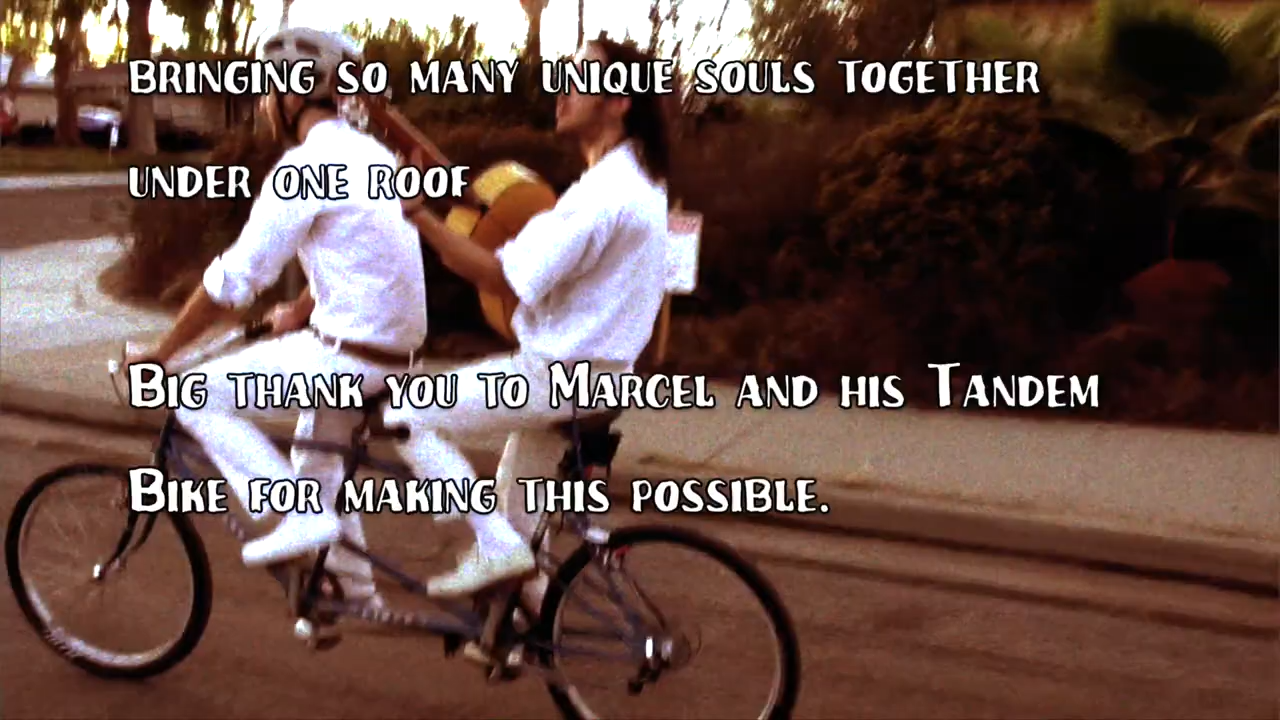 Bringing so many unique souls together
under one roof
Big thank you to Marcel and his Tandem
Bike for making this possible.